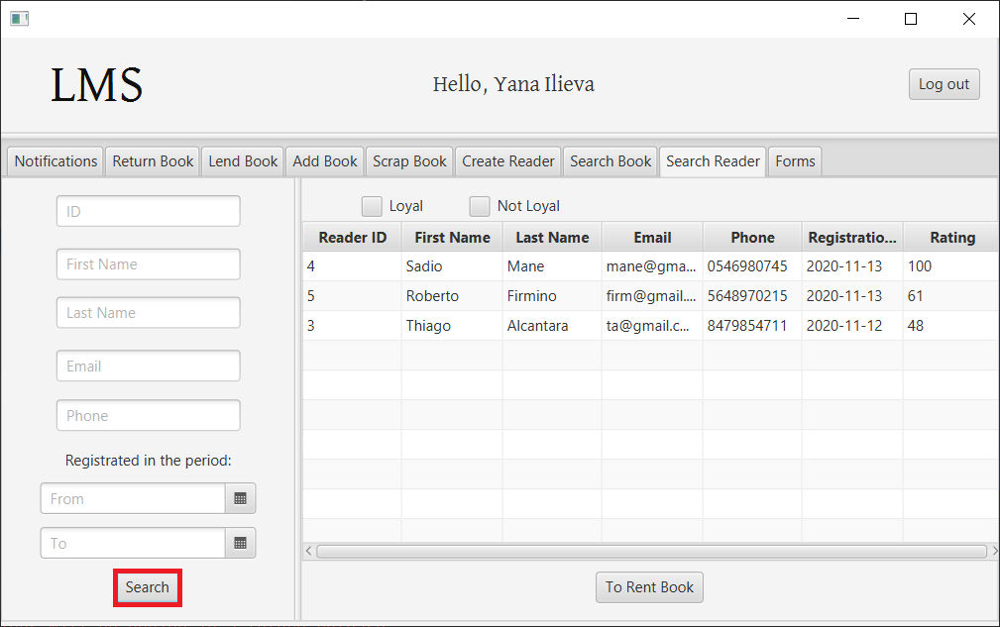 LMS
Hello, Yana Ilieva
Log out
Notifications Return Book Lend Book Add Book Scrap Book Create Reader Search Book Search Reader Forms
ID
First Name
Last Name
Email
Phone
Registrated in the period:
From
To
Search
Loyal Not Loyal
Reader ID First Name Last Name Email Phone Registratio... Rating
4 Sadio Mane mane@gma... 0546980745 2020-11-13 100
5 Roberto Firmino firm@gmail.... 5648970215 2020-11-13 61
3 Thiago Alcantara ta@gmail.c... 8479854711 2020-11-12 48
To Rent Book